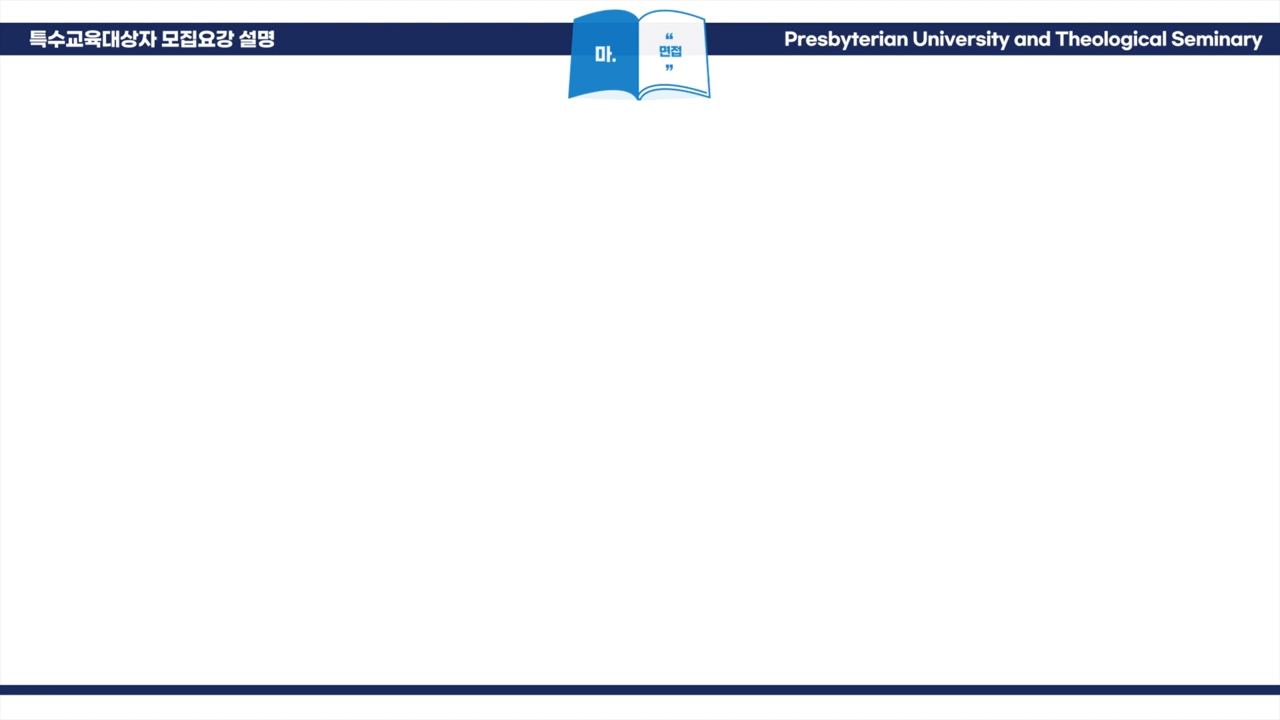 특수교육대상자 모집요강 설명
마.
“
면접
”
Presbyterian University and Theological Seminary